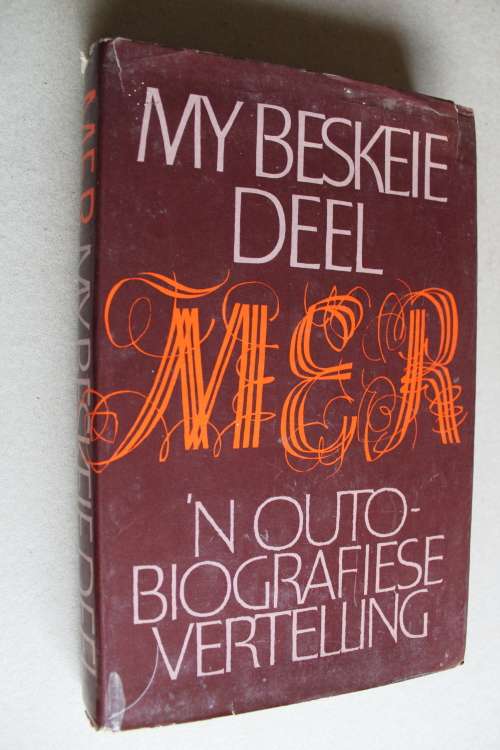 MY BESKEIE
DEEL
MER
'N OUTO-
BIOGRAFIESE
VERTELLING
MER MY BESKEIE DEEL